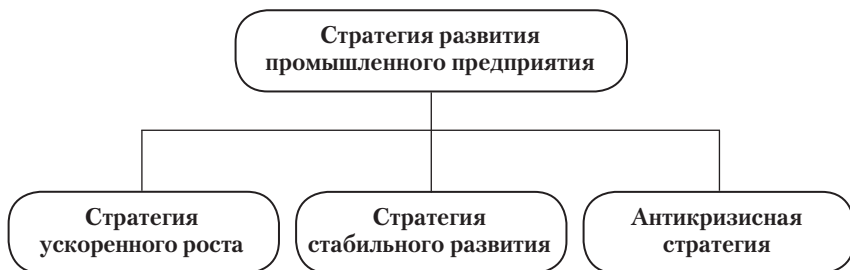 Стратегия развития
промышленного предприятия
Стратегия
ускоренного роста
Стратегия
стабильного развития
Антикризисная
стратегия